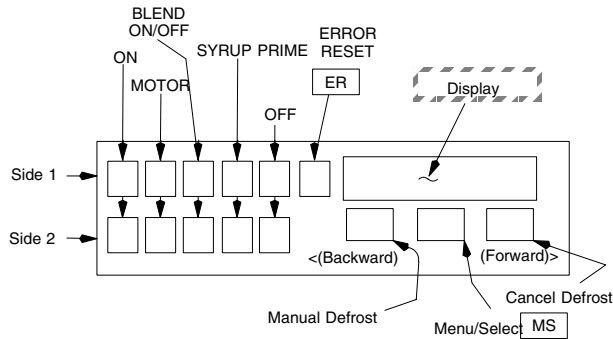 BLEND
ON/OFF
ERROR
RESET
SYRUP PRIME
ON
ER
MOTOR
Display
OFF
Side 1
Side 2
<(Backward)
(Forward)>
Cancel Defrost
Manual Defrost
Menu/Select
MS